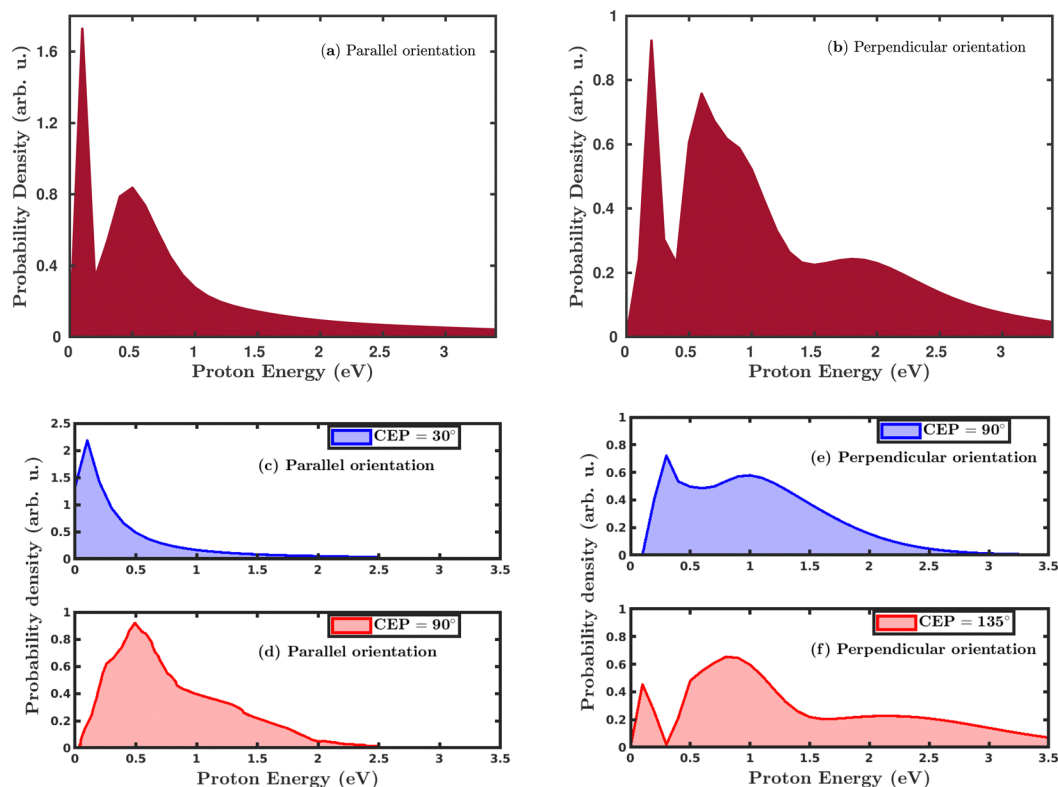 Probability Density (arb. u.)
1.6
1.2
0.8
0.4
0
(a) Parallel orientation
0 0.5 1 1.5 2 2.5 3
Proton Energy (eV)
Probability Density (arb. u.)
1
0.8
0.6
0.4
0.2
0
(b) Perpendicular orientation
0 0.5 1 1.5 2 2.5 3
Proton Energy (eV)
Probability density (arb. u.)
2.5
2
1.5
1
0.5
0
CEP = 30°
(c) Parallel orientation
0 0.5 1 1.5 2 2.5 3 3.5
1
0.8
0.6
0.4
0.2
0
CEP = 90°
(d) Parallel orientation
0 0.5 1 1.5 2 2.5 3 3.5
Proton Energy (eV)
Probability density (arb. u.)
1
0.8
0.6
0.4
0.2
0
CEP = 90°
(e) Perpendicular orientation
0 0.5 1 1.5 2 2.5 3 3.5
1
0.8
0.6
0.4
0.2
0
CEP = 135°
(f) Perpendicular orientation
0 0.5 1 1.5 2 2.5 3 3.5
Proton Energy (eV)